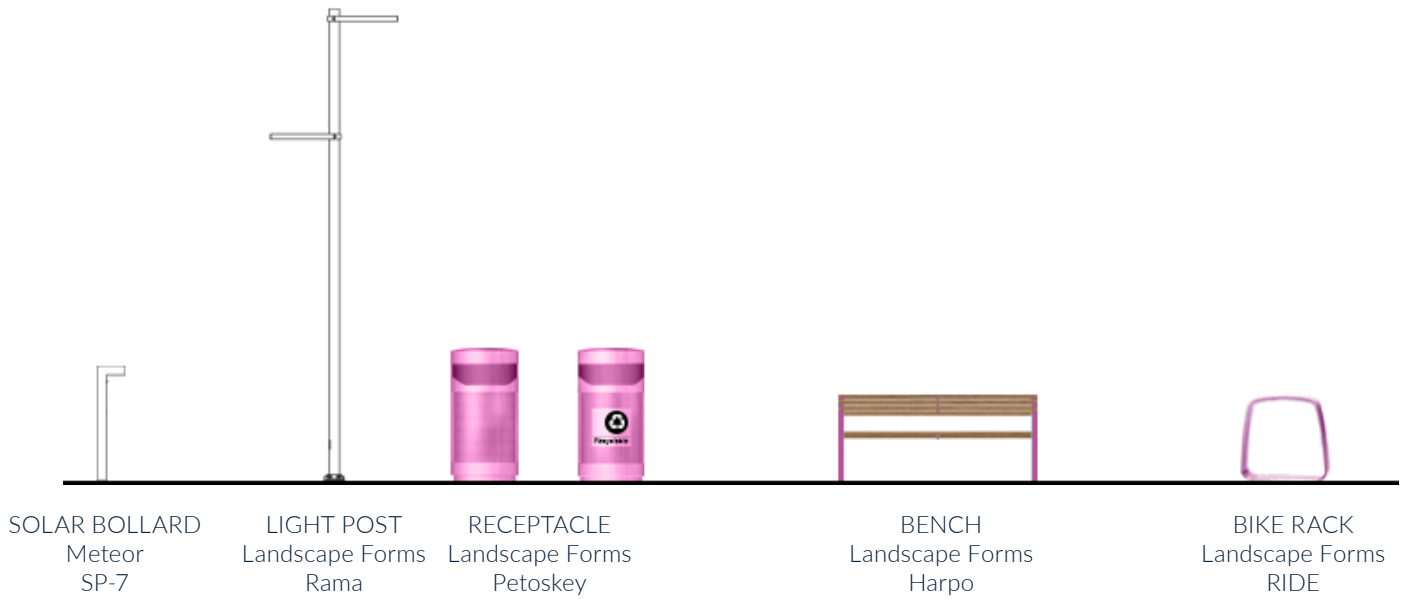 SOLAR BOLLARD
Meteor
SP-7
LIGHT POST
Landscape Forms
Rama
RECEPTACLE
Landscape Forms
Petoskey
BENCH
Landscape Forms
Harpo
BIKE RACK
Landscape Forms
RIDE